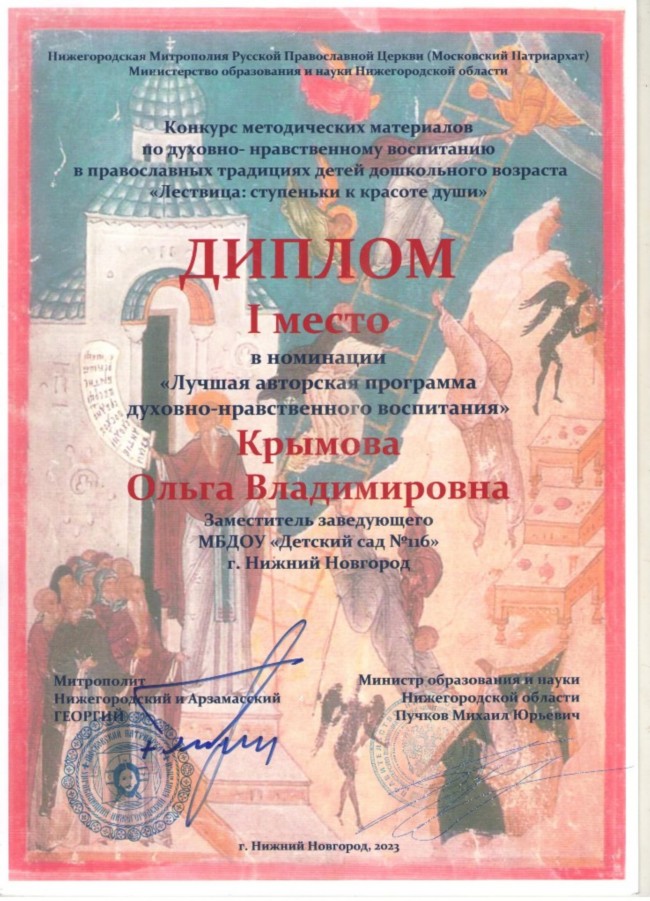 Нижегородская Митрополия Русской Православной Церкви (Московский Патриархат)
Министерство образования и науки Нижегородской области
Конкурс методических материалов
по духовно- нравственному воспитанию
в православных традициях детей дошкольного возраста
«Лествица: ступеньки к красоте души»
ДИПЛОМ
I место
в номинации
«Лучшая авторская программа
духовно-нравственного воспитания»
Крымова
Ольга Владимировна
Заместитель заведующего
МБДОУ «Детский сад №116»
г. Нижний Новгород
Митрополит
Нижегородский и Арзамасский
ГЕОРГИЙ
Министр образования и науки
Нижегородской области
Пучков Михаил Юрьевич
г. Нижний Новгород, 2023